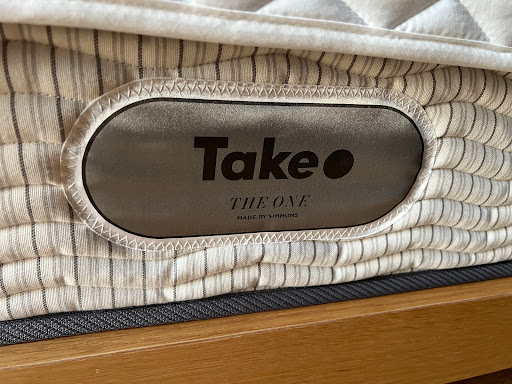 Take●
THE ONE
MADE BY SIMMONS